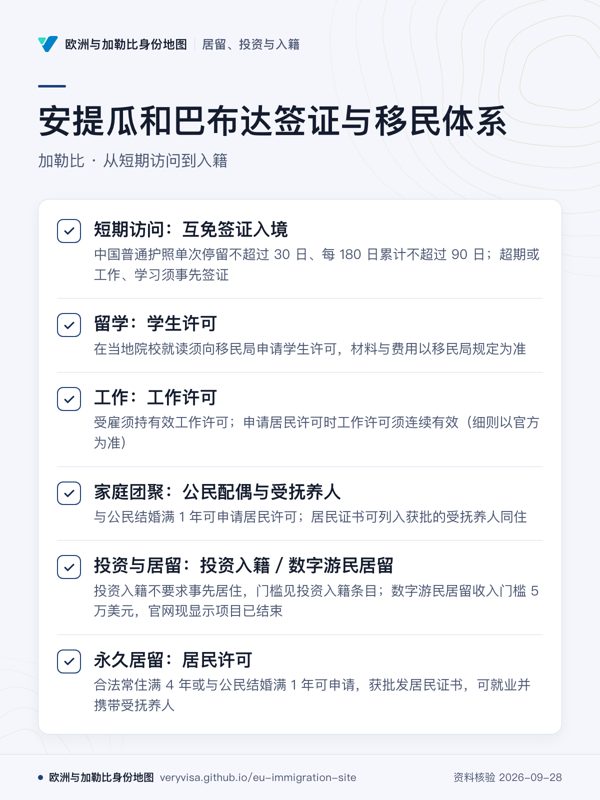 欧洲与加勒比身份地图 居留、投资与入籍
安提瓜和巴布达签证与移民体系
加勒比 · 从短期访问到入籍
短期访问：互免签证入境
中国普通护照单次停留不超过 30 日、每 180 日累计不超过 90 日；超期或
工作、学习须事先签证
留学：学生许可
在当地院校就读须向移民局申请学生许可，材料与费用以移民局规定为准
工作：工作许可
受雇须持有效工作许可；申请居民许可时工作许可须连续有效（细则以官方
为准）
家庭团聚：公民配偶与受抚养人
与公民结婚满 1 年可申请居民许可；居民证书可列入获批的受抚养人同住
投资与居留：投资入籍 / 数字游民居留
投资入籍不要求事先居住，门槛见投资入籍条目；数字游民居留收入门槛 5
万美元，官网现显示项目已结束
永久居留：居民许可
合法常住满 4 年或与公民结婚满 1 年可申请，获批发居民证书，可就业并
携带受抚养人
欧洲与加勒比身份地图 veryvisa.github.io/eu-immigration-site 资料核验 2026-09-28